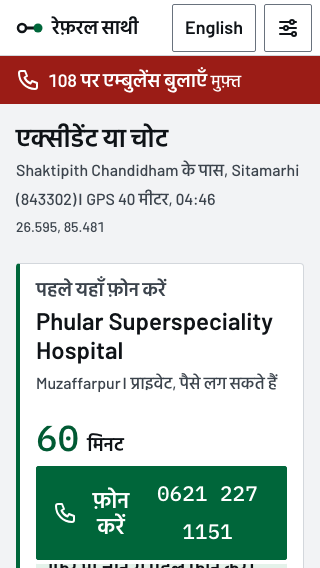 रेफ़रल साथी
English
108 पर एम्बुलेंस बुलाएँ मुफ़्त
एक्सीडेंट या चोट
Shaktipith Chandidham के पास, Sitamarhi
(843302)। GPS 40 मीटर, 04:46
26.595, 85.481
पहले यहाँ फ़ोन करें
Phular Superspeciality
Hospital
Muzaffarpur। प्राइवेट, पैसे लग सकते हैं
60 मिनट
फ़ोन
करें
0621 227
1151